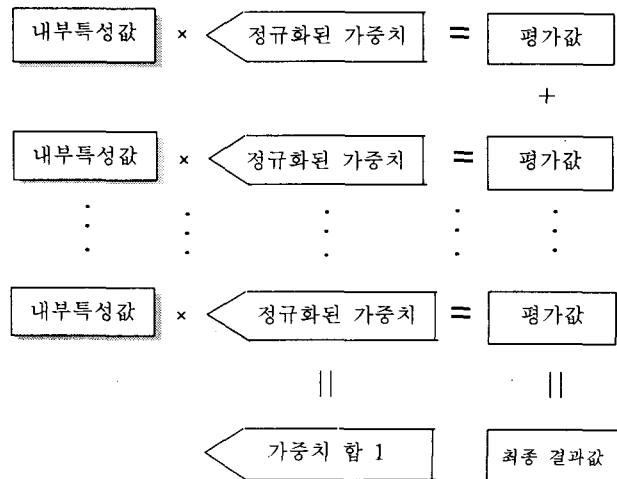 내부특성값 × 정규화된 가중치 = 평가값
+
내부특성값 × 정규화된 가중치 = 평가값
내부특성값 × 정규화된 가중치 = 평가값
가중치 합 1 최종 결과값